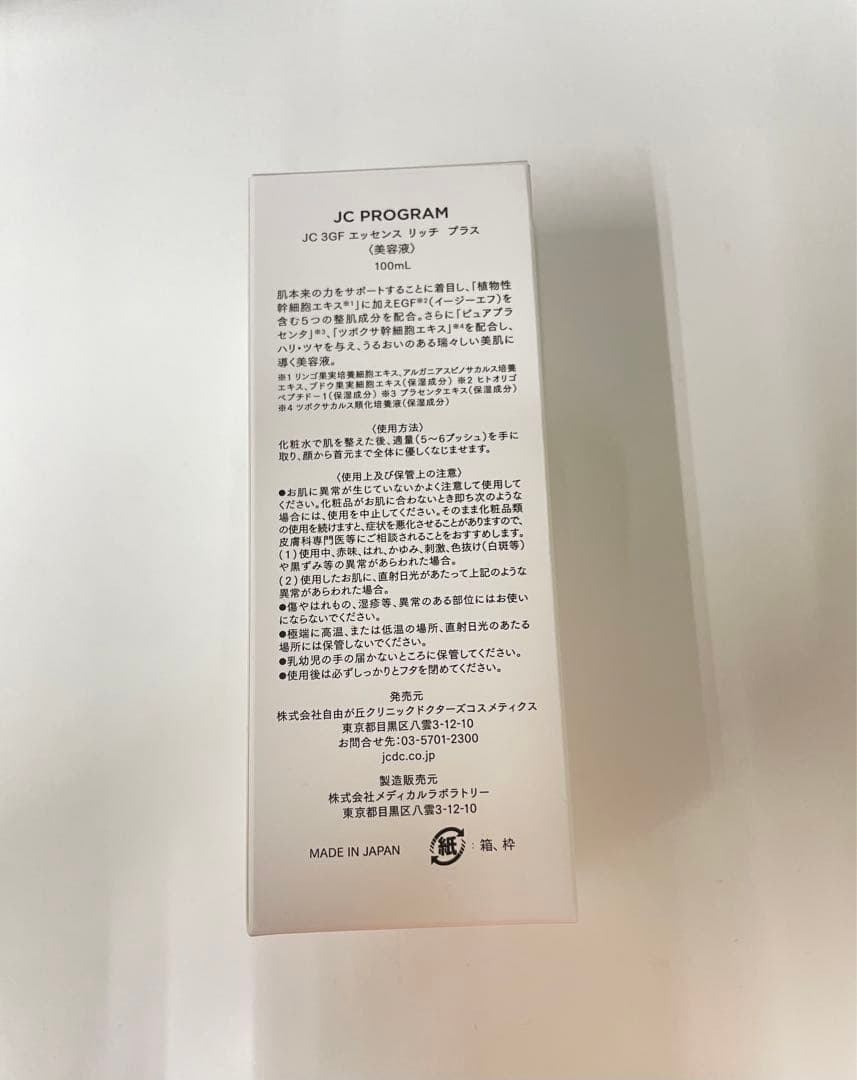 JC PROGRAM
JC 3GF エッセンス リッチ プラス
〈美容液〉
100mL
肌本来の力をサポートすることに着目し、「植物性
幹細胞エキス※1」に加えEGF※2(イージーエフ)を
含む5つの整肌成分を配合。さらに「ピュアプラ
センタ」※3、「ツボクサ幹細胞エキス」※4を配合し、
ハリ・ツヤを与え、うるおいのある瑞々しい美肌に
導く美容液。
※1 リンゴ果実培養細胞エキス、アルガニアスピノサカルス培養
エキス、ブドウ果実細胞エキス(保湿成分) ※2 ヒトオリゴ
ペプチド-1(保湿成分) ※3 プラセンタエキス(保湿成分)
※4 ツボクサカルス順化培養液(保湿成分)
〈使用方法〉
化粧水で肌を整えた後、適量(5〜6プッシュ)を手に
取り、顔から首元まで全体に優しくなじませます。
〈使用上及び保管上の注意〉
●お肌に異常が生じていないかよく注意して使用して
ください。化粧品がお肌に合わないとき即ち次のような
場合には、使用を中止してください。そのまま化粧品類
の使用を続けますと、症状を悪化させることがありますので、
皮膚科専門医等にご相談されることをおすすめします。
(1)使用中、赤味、はれ、かゆみ、刺激、色抜け(白斑等)
や黒ずみ等の異常があらわれた場合。
(2)使用したお肌に、直射日光があたって上記のような
異常があらわれた場合。
●傷やはれもの、湿疹等、異常のある部位にはお使い
にならないでください。
●極端に高温、または低温の場所、直射日光のあたる
場所には保管しないでください。
●乳幼児の手の届かないところに保管してください。
●使用後は必ずしっかりとフタを閉めてください。
発売元
株式会社自由が丘クリニックドクターズコスメティクス
東京都目黒区八雲3-12-10
お問合せ先:03-5701-2300
jcdc.co.jp
製造販売元
株式会社メディカルラボラトリー
東京都目黒区八雲3-12-10
MADE IN JAPAN 紙 : 箱、枠